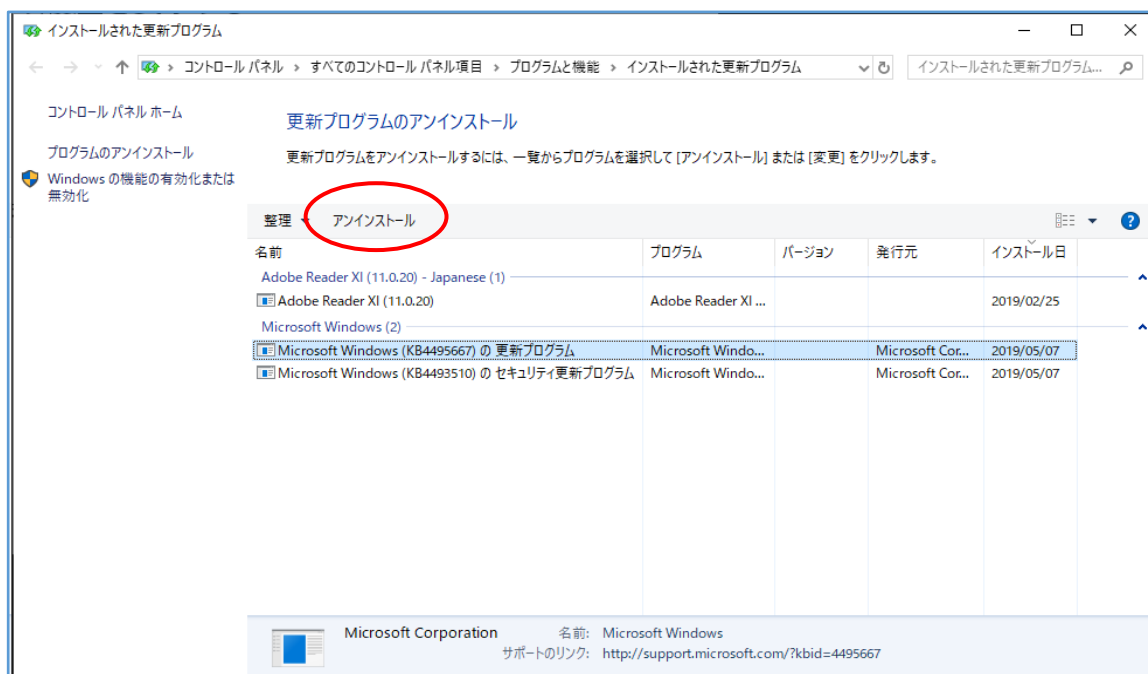 インストールされた更新プログラム
コントロール パネル › すべてのコントロール パネル項目 › プログラムと機能 › インストールされた更新プログラム
インストールされた更新プログラム...
コントロール パネル ホーム
プログラムのアンインストール
Windows の機能の有効化または
無効化
更新プログラムのアンインストール
更新プログラムをアンインストールするには、一覧からプログラムを選択して [アンインストール] または [変更] をクリックします。
整理 アンインストール
名前 プログラム バージョン 発行元 インストール日
Adobe Reader XI (11.0.20) - Japanese (1)
Adobe Reader XI (11.0.20) Adobe Reader XI ... 2019/02/25
Microsoft Windows (2)
Microsoft Windows (KB4495667) の 更新プログラム Microsoft Windo... Microsoft Cor... 2019/05/07
Microsoft Windows (KB4493510) の セキュリティ更新プログラム Microsoft Windo... Microsoft Cor... 2019/05/07
Microsoft Corporation 名前: Microsoft Windows
サポートのリンク: http://support.microsoft.com/?kbid=4495667